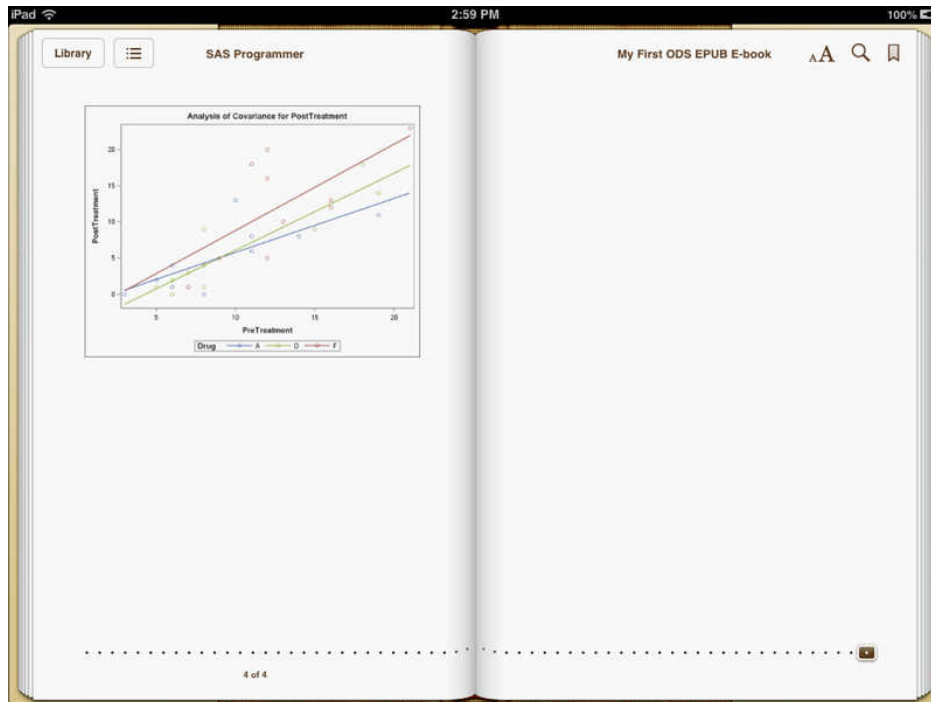 iPad 2:59 PM 100%
Library SAS Programmer My First ODS EPUB E-book AA
Analysis of Covariance for PostTreatment
20
15
10
5
0
PostTreatment
5 10 15 20
PreTreatment
Drug A D F
4 of 4